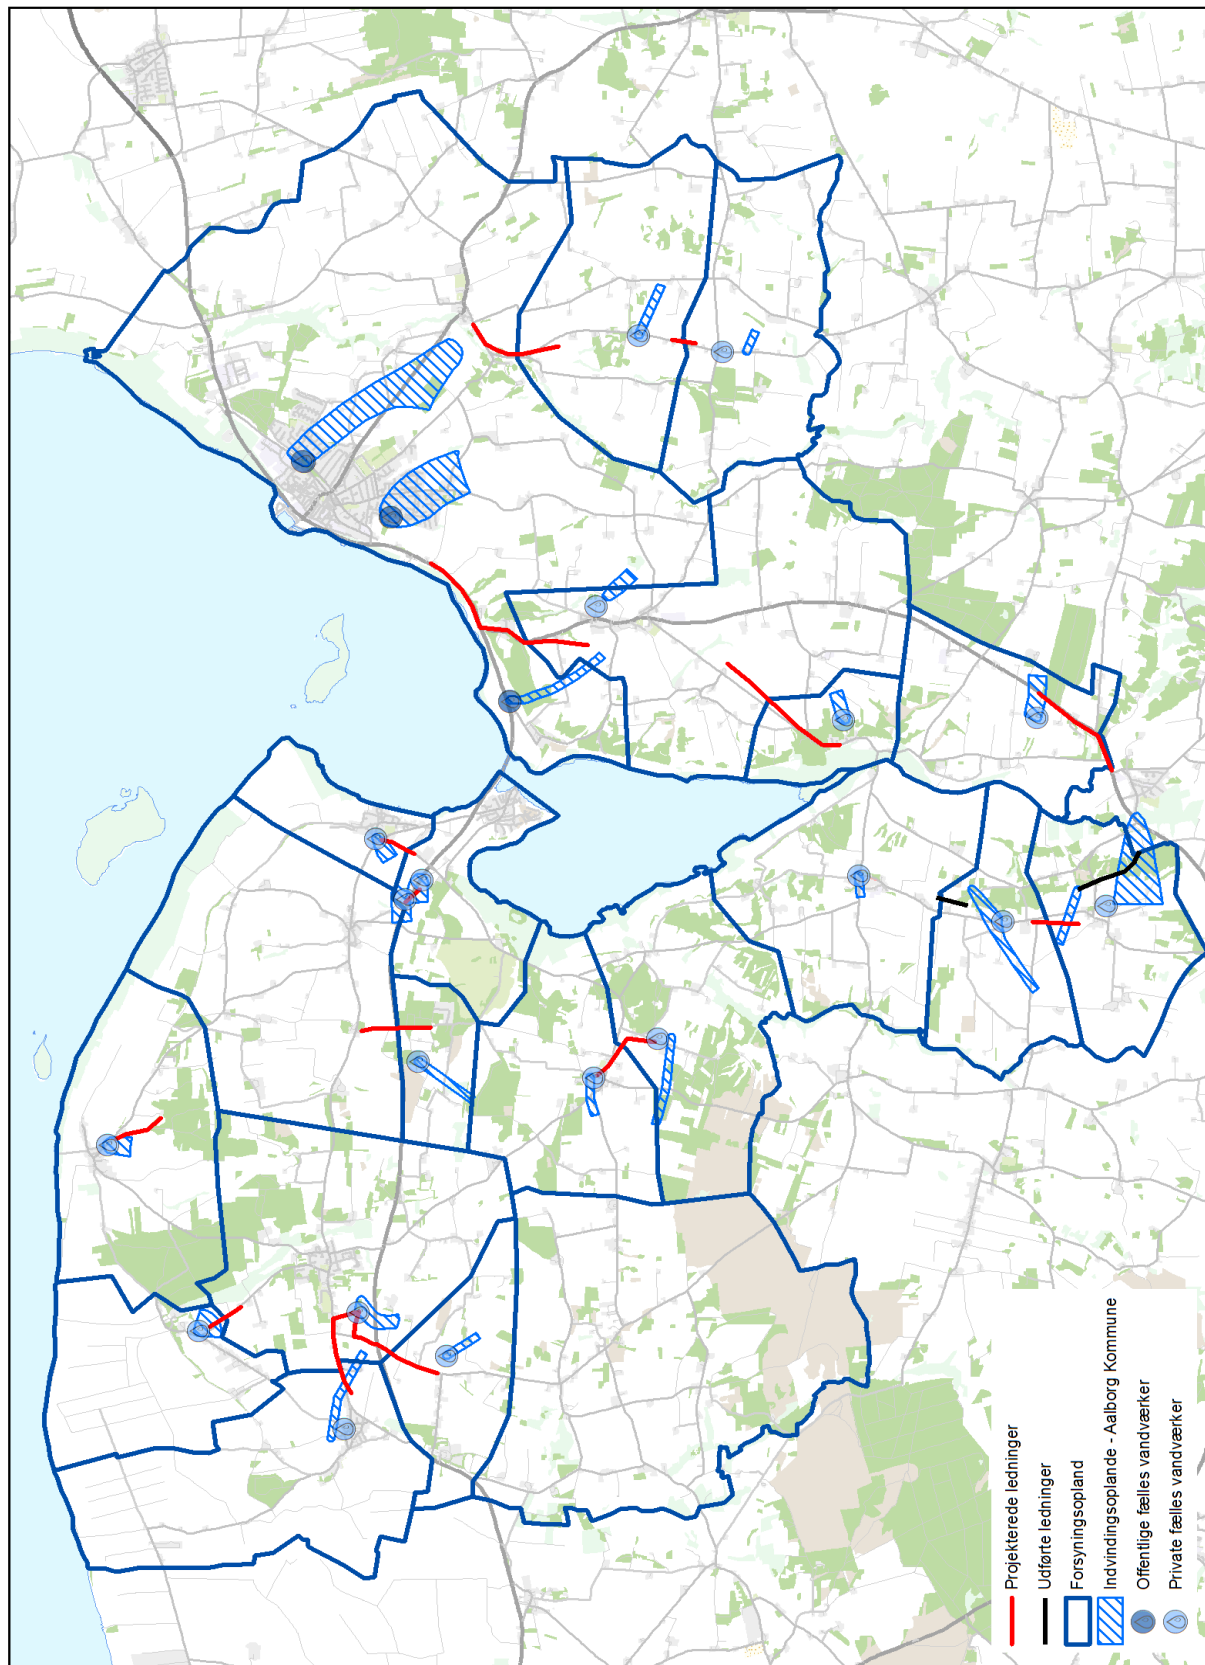 Projekterede ledninger
Udførte ledninger
Forsyningsopland
Indvindingsoplande - Aalborg Kommune
Offentlige fælles vandværker
Private fælles vandværker